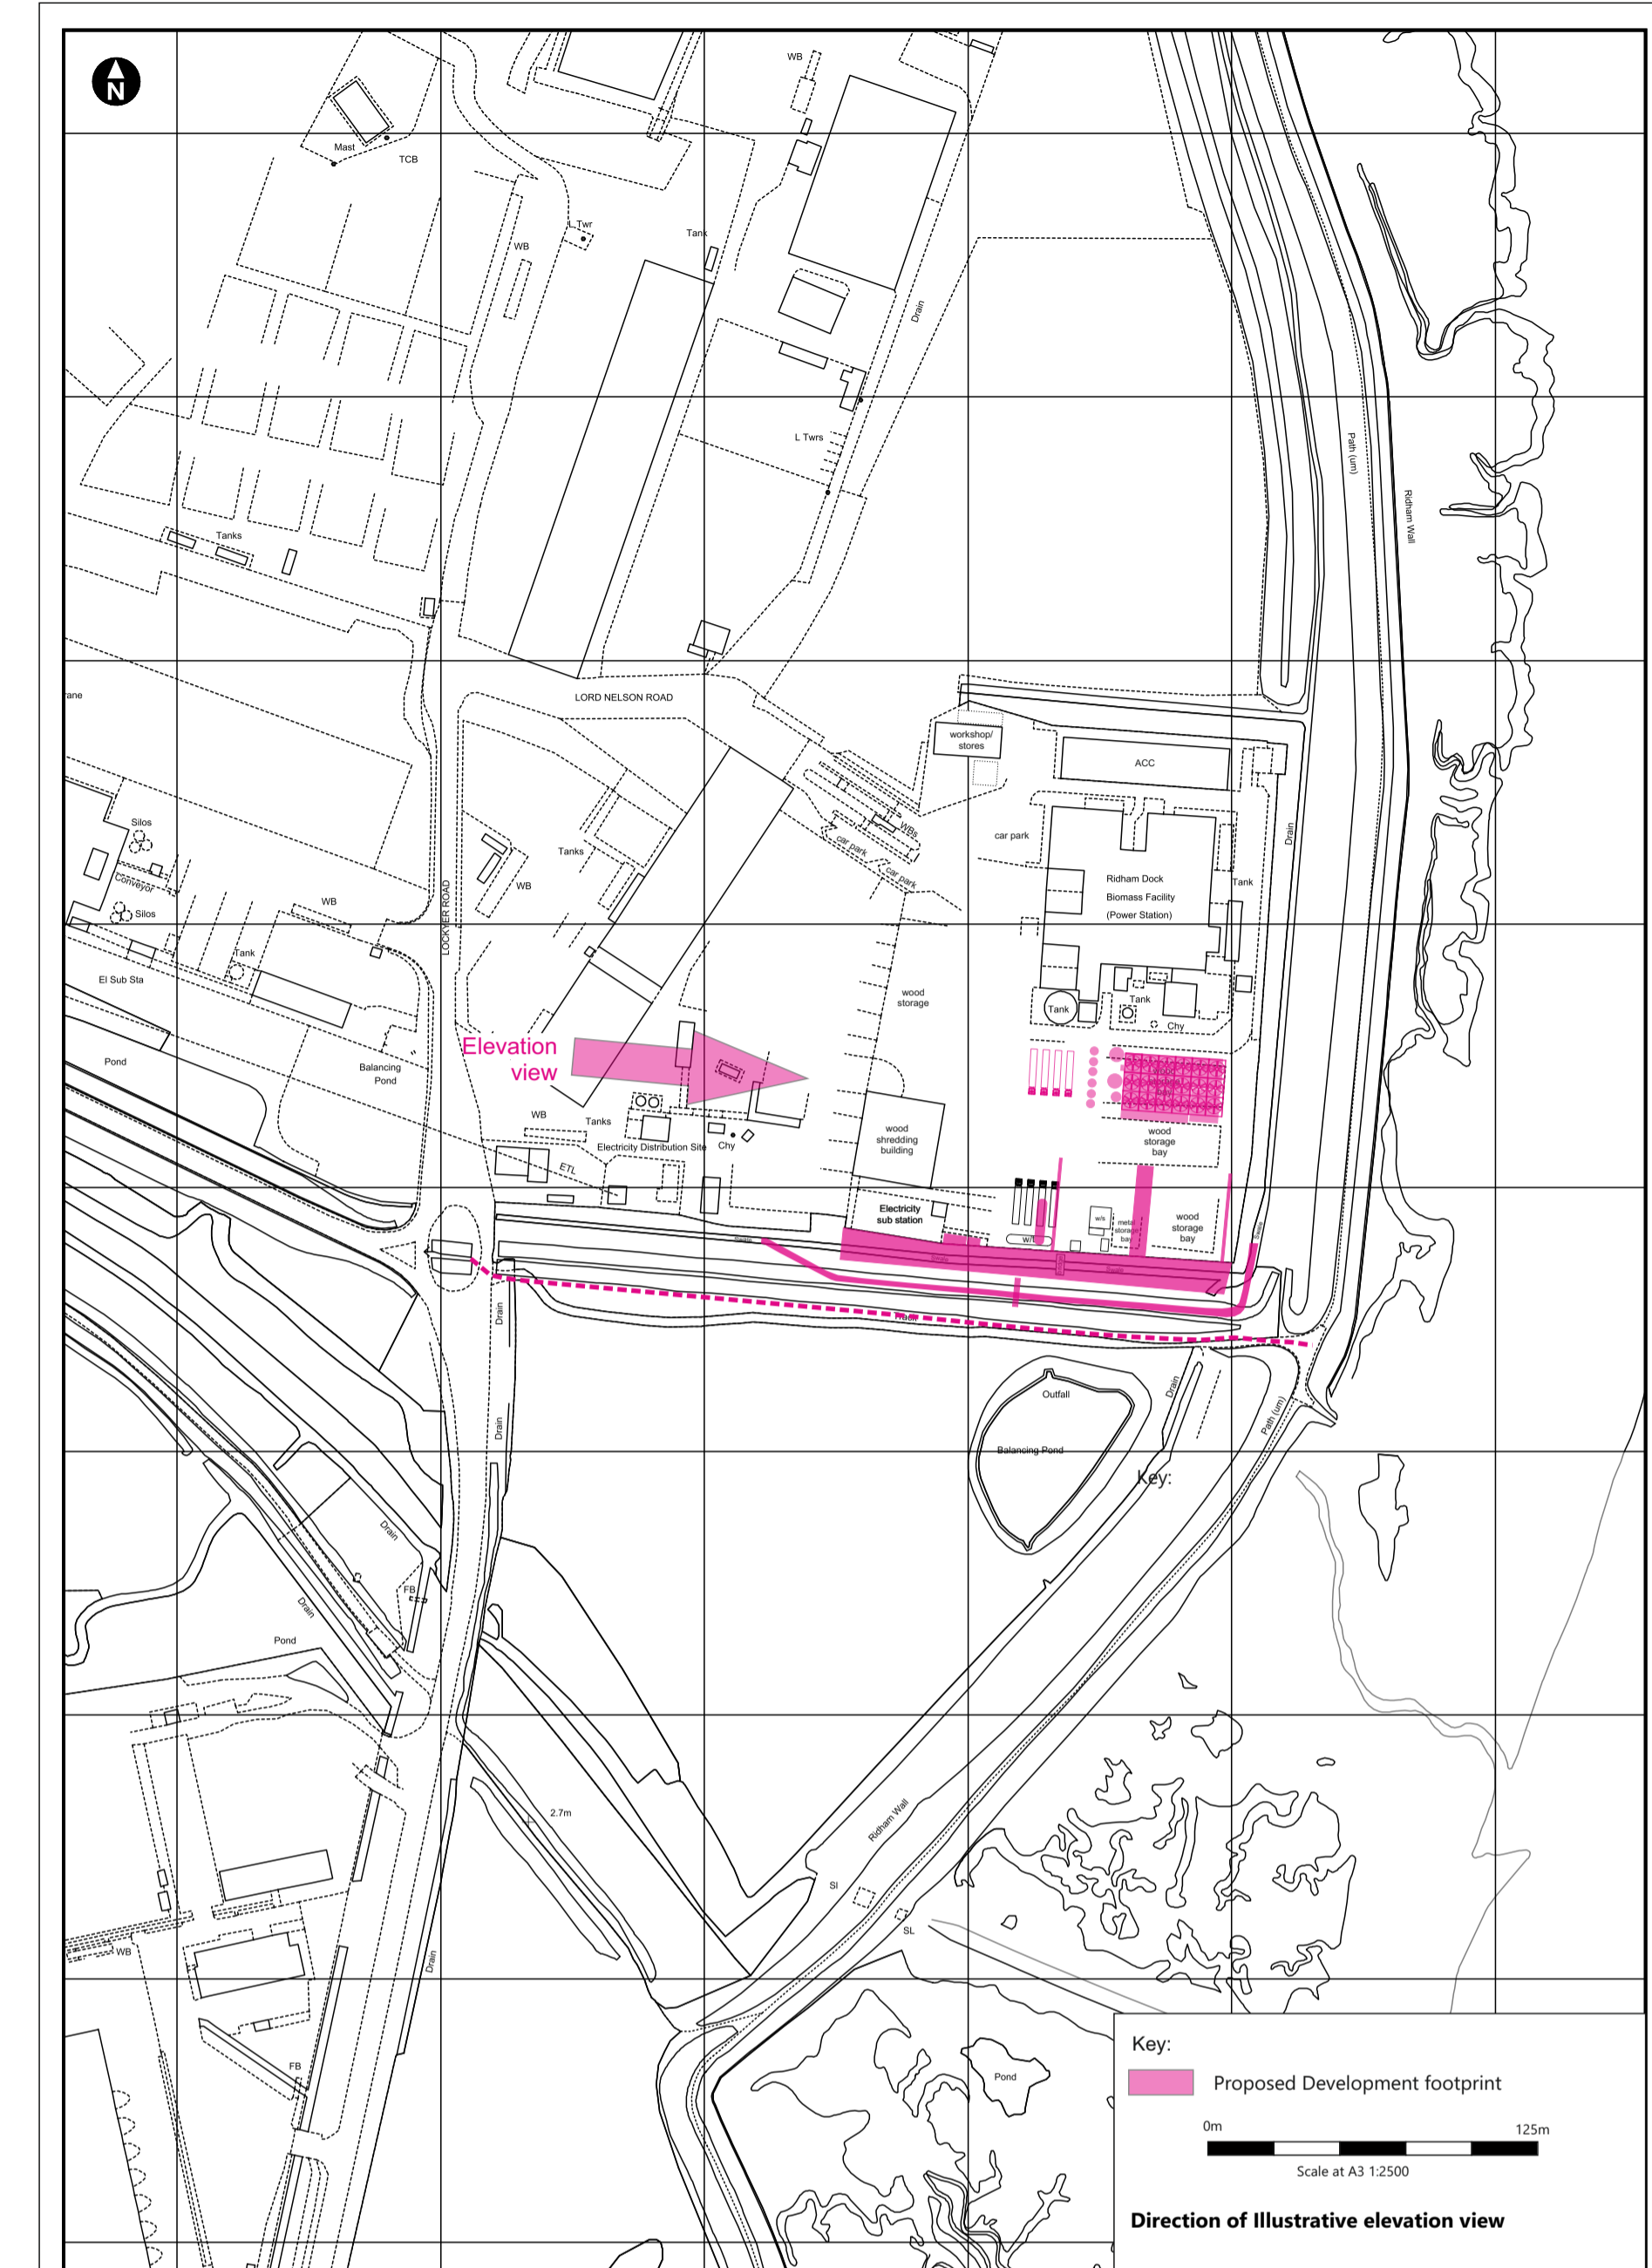 N
WB
Mast
TCB
L Twr
WB
Tank
Drain
L Twrs
Path (um)
Ridham Wall
Tanks
LORD NELSON ROAD
workshop/
stores
ACC
Silos
Tanks
WB
WBs
car park
car park
car park
Drain
Conveyor
Silos
WB
LOCKYER ROAD
Ridham Dock
Biomass Facility
(Power Station)
Tank
Tank
El Sub Sta
wood
storage
Tank
Tank
Chy
Pond
Balancing
Pond
Elevation
view
WB
Tanks
Electricity Distribution Site
Chy
ETL
wood
shredding
building
wood
storage
bay
Electricity
sub station
w/s
metal
storage
bay
wood
storage
bay
Drain
Track
Drain
Outfall
Balancing Pond
Drain
Path (um)
Key:
Drain
FB
Drain
Pond
2.7m
Ridham Wall
SL
WB
Drain
FB
Pond
Key:
Proposed Development footprint
0m
125m
Scale at A3 1:2500
Direction of Illustrative elevation view